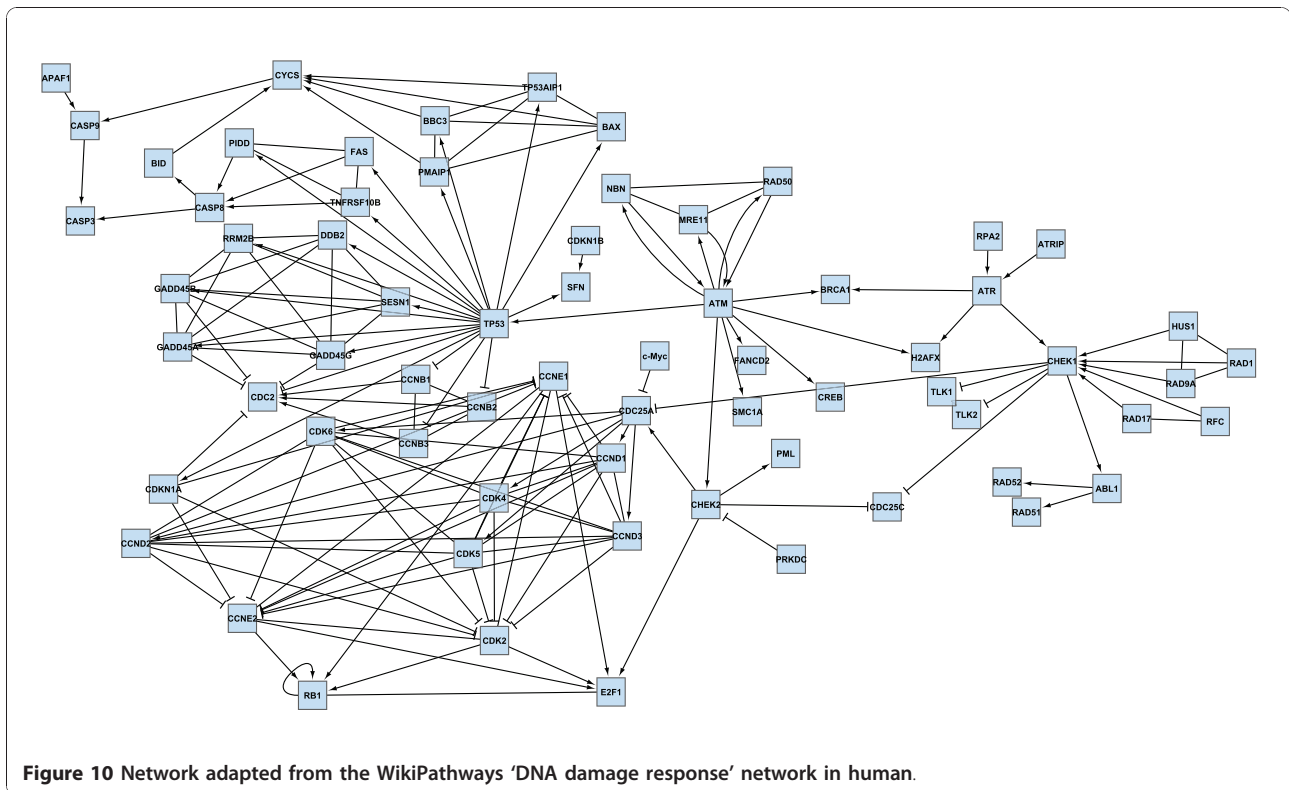 APAF1
CYCS
TP53AIP1
CASP9
BBC3
BAX
PIDD
FAS
BID
PMAIP1
RAD50
NBN
TNFRSF10B
CASP8
CASP3
MRE11
RRM2B
DDB2
CDKN1B
RPA2
ATRIP
SFN
GADD45B
SESN1
ATM
BRCA1
ATR
TP53
HUS1
GADD45A
GADD45G
c-Myc
FANCD2
H2AFX
CHEK1
RAD1
CCNB1
CCNE1
RAD9A
CDC2
TLK1
CREB
CCNB2
CDC25A
SMC1A
TLK2
RAD17
RFC
CDK6
CCNB3
CCND1
PML
CDKN1A
CDK4
CHEK2
CDC25C
RAD52
ABL1
RAD51
CCND2
CCND3
CDK5
PRKDC
CCNE2
CDK2
RB1
E2F1
Figure 10 Network adapted from the WikiPathways ‘DNA damage response’ network in human.